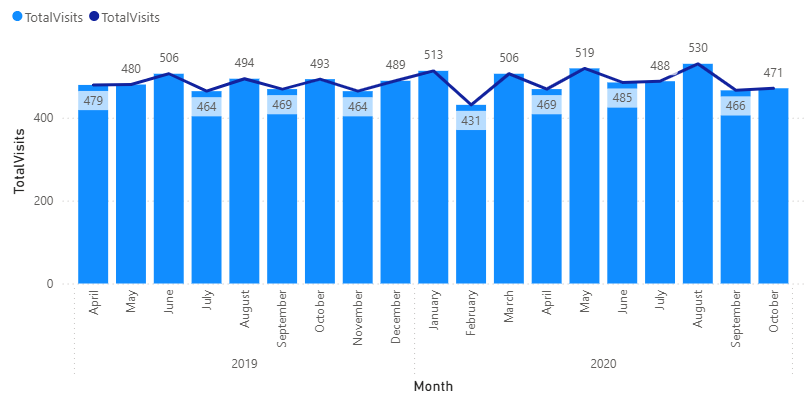 TotalVisits TotalVisits
479 480 506 464 494 469 493 464 489 513 431 506 469 519 485 488 530 466 471
TotalVisits
400
200
0
April May June July August September October November December January February March April May June July August September October
2019 2020
Month